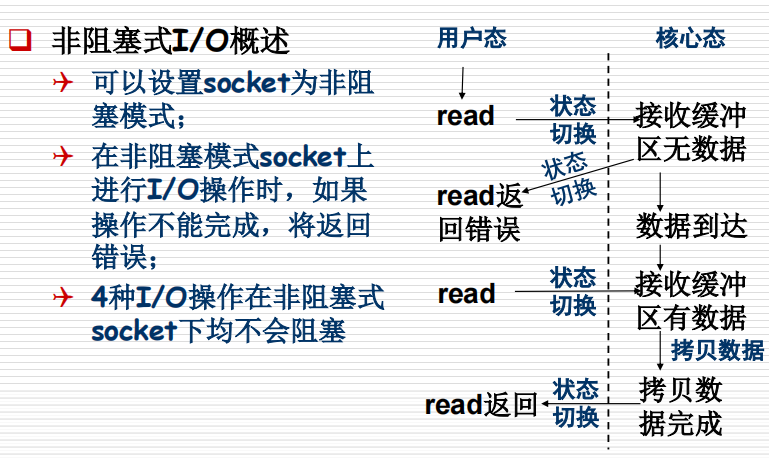 非阻塞式I/O概述
可以设置socket为非阻
塞模式；
在非阻塞模式socket上
进行I/O操作时，如果
操作不能完成，将返回
错误；
4种I/O操作在非阻塞式
socket下均不会阻塞
用户态
核心态
read
状态
切换
接收缓冲
区无数据
状态
切换
read返
回错误
数据到达
read
状态
切换
接收缓冲
区有数据
拷贝数据
read返回
状态
切换
拷贝数
据完成